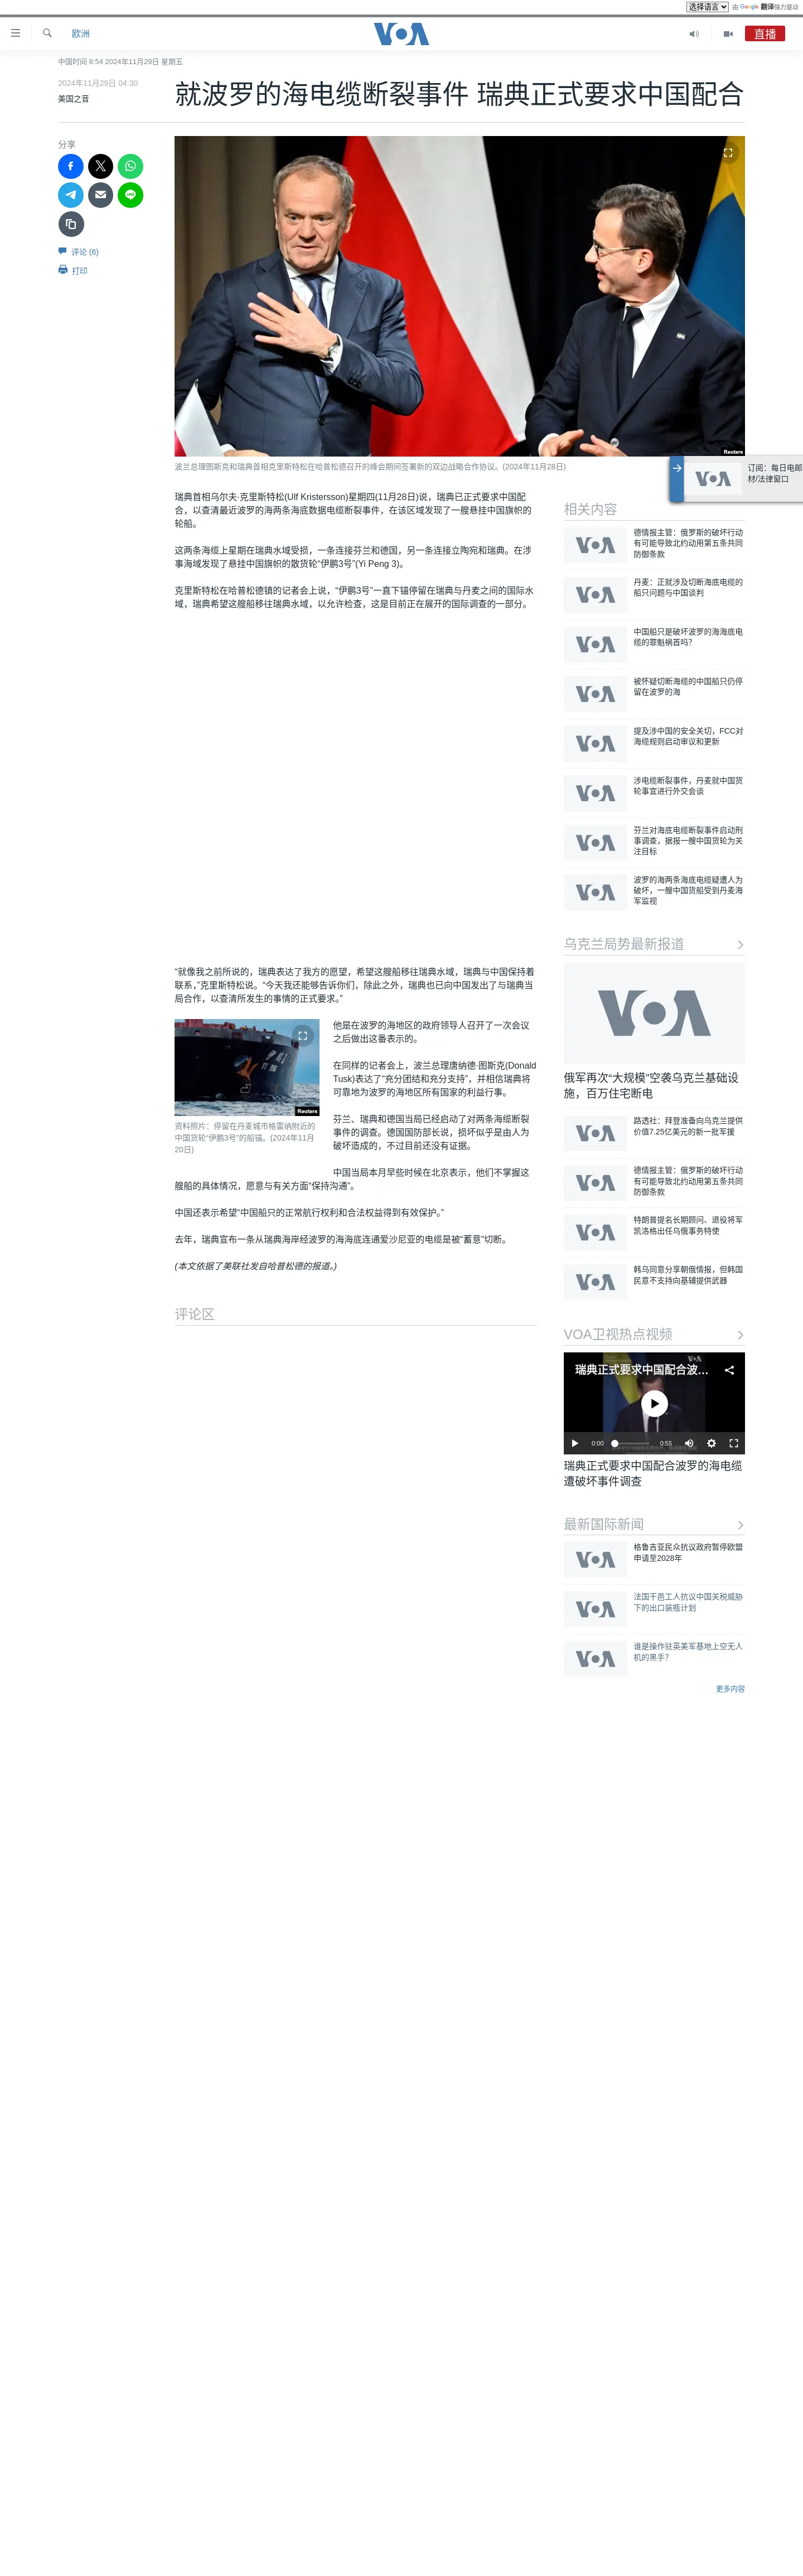 选择语言 由 Google 翻译强力驱动
欧洲
VOA
直播
中国时间 8:54 2024年11月29日 星期五
2024年11月29日 04:30
美国之音
就波罗的海电缆断裂事件 瑞典正式要求中国配合
分享
评论 (6)
打印
Reuters
波兰总理图斯克和瑞典首相克里斯特松在哈普松德召开的峰会期间签署新的双边战略合作协议。(2024年11月28日)
瑞典首相乌尔夫·克里斯特松(Ulf Kristersson)星期四(11月28日)说，瑞典已正式要求中国配
合，以查清最近波罗的海两条海底数据电缆断裂事件，在该区域发现了一艘悬挂中国旗帜的
轮船。
这两条海缆上星期在瑞典水域受损，一条连接芬兰和德国，另一条连接立陶宛和瑞典。在涉
事海域发现了悬挂中国旗帜的散货轮“伊鹏3号”(Yi Peng 3)。
克里斯特松在哈普松德镇的记者会上说，“伊鹏3号”一直下锚停留在瑞典与丹麦之间的国际水
域，瑞典希望这艘船移往瑞典水域，以允许检查，这是目前正在展开的国际调查的一部分。
“就像我之前所说的，瑞典表达了我方的愿望，希望这艘船移往瑞典水域，瑞典与中国保持着
联系，”克里斯特松说。“今天我还能够告诉你们，除此之外，瑞典也已向中国发出了与瑞典当
局合作，以查清所发生的事情的正式要求。”
Reuters
资料照片：停留在丹麦城市格雷纳附近的
中国货轮“伊鹏3号”的船锚。(2024年11月
20日)
他是在波罗的海地区的政府领导人召开了一次会议
之后做出这番表示的。
在同样的记者会上，波兰总理唐纳德·图斯克(Donald
Tusk)表达了“充分团结和充分支持”，并相信瑞典将
可靠地为波罗的海地区所有国家的利益行事。
芬兰、瑞典和德国当局已经启动了对两条海缆断裂
事件的调查。德国国防部长说，损坏似乎是由人为
破坏造成的，不过目前还没有证据。
中国当局本月早些时候在北京表示，他们不掌握这
艘船的具体情况，愿意与有关方面“保持沟通”。
中国还表示希望“中国船只的正常航行权利和合法权益得到有效保护。”
去年，瑞典宣布一条从瑞典海岸经波罗的海海底连通爱沙尼亚的电缆是被“蓄意”切断。
(本文依据了美联社发自哈普松德的报道。)
评论区
VOA
订阅：每日电邮
材/法律窗口
相关内容
VOA
德情报主管：俄罗斯的破坏行动
有可能导致北约动用第五条共同
防御条款
VOA
丹麦：正就涉及切断海底电缆的
船只问题与中国谈判
VOA
中国船只是破坏波罗的海海底电
缆的罪魁祸首吗？
VOA
被怀疑切断海缆的中国船只仍停
留在波罗的海
VOA
提及涉中国的安全关切，FCC对
海缆规则启动审议和更新
VOA
涉电缆断裂事件，丹麦就中国货
轮事宜进行外交会谈
VOA
芬兰对海底电缆断裂事件启动刑
事调查，据报一艘中国货轮为关
注目标
VOA
波罗的海两条海底电缆疑遭人为
破坏，一艘中国货船受到丹麦海
军监视
乌克兰局势最新报道
VOA
俄军再次“大规模”空袭乌克兰基础设
施，百万住宅断电
VOA
路透社：拜登准备向乌克兰提供
价值7.25亿美元的新一批军援
VOA
德情报主管：俄罗斯的破坏行动
有可能导致北约动用第五条共同
防御条款
VOA
特朗普提名长期顾问、退役将军
凯洛格出任乌俄事务特使
VOA
韩乌同意分享朝俄情报，但韩国
民意不支持向基辅提供武器
VOA卫视热点视频
VOA
瑞典正式要求中国配合波...
0:00 0:55
瑞典正式要求中国配合波罗的海电缆
遭破坏事件调查
最新国际新闻
VOA
格鲁吉亚民众抗议政府暂停欧盟
申请至2028年
VOA
法国干邑工人抗议中国关税威胁
下的出口装瓶计划
VOA
谁是操作驻英美军基地上空无人
机的黑手？
更多内容